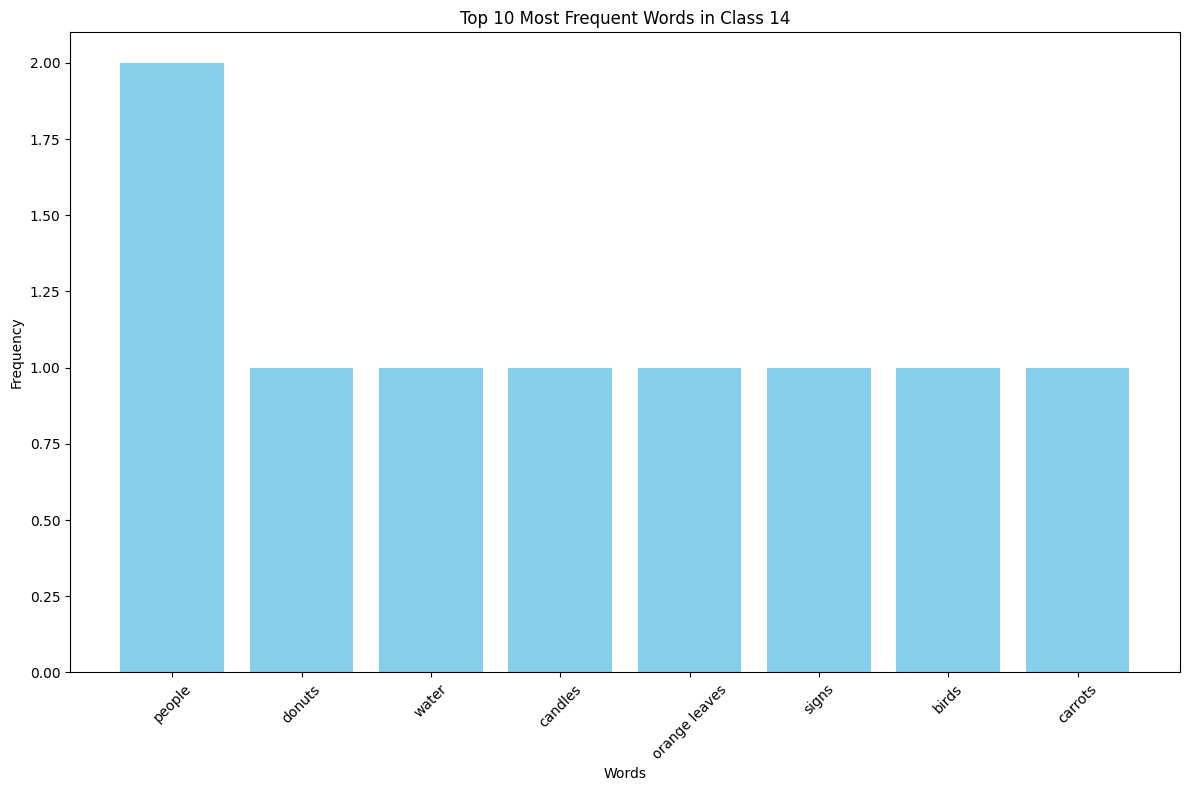 Top 10 Most Frequent Words in Class 14
Frequency
2.00
1.75
1.50
1.25
1.00
0.75
0.50
0.25
0.00
people
donuts
water
candles
orange leaves
signs
birds
carrots
Words